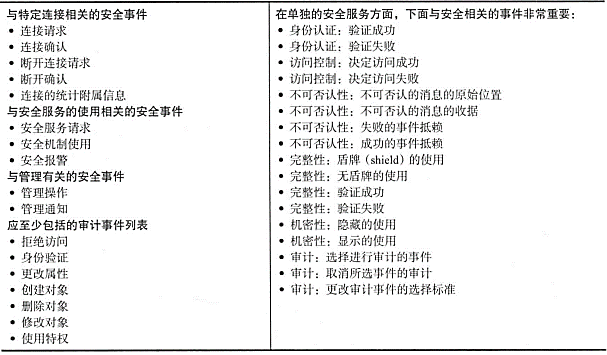 与特定连接相关的安全事件
• 连接请求
• 连接确认
• 断开连接请求
• 断开确认
• 连接的统计附属信息
与安全服务的使用相关的安全事件
• 安全服务请求
• 安全机制使用
• 安全报警
与管理有关的安全事件
• 管理操作
• 管理通知
应至少包括的审计事件列表
• 拒绝访问
• 身份验证
• 更改属性
• 创建对象
• 删除对象
• 修改对象
• 使用特权
在单独的安全服务方面，下面与安全相关的事件非常重要：
• 身份认证：验证成功
• 身份认证：验证失败
• 访问控制：决定访问成功
• 访问控制：决定访问失败
• 不可否认性：不可否认的消息的原始位置
• 不可否认性：不可否认的消息的收据
• 不可否认性：失败的事件抵赖
• 不可否认性：成功的事件抵赖
• 完整性：盾牌（shield）的使用
• 完整性：无盾牌的使用
• 完整性：验证成功
• 完整性：验证失败
• 机密性：隐藏的使用
• 机密性：显示的使用
• 审计：选择进行审计的事件
• 审计：取消所选事件的审计
• 审计：更改审计事件的选择标准